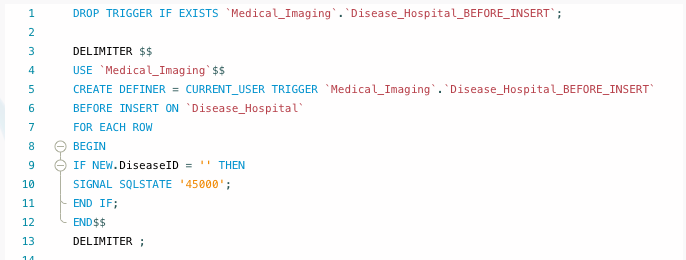 1 DROP TRIGGER IF EXISTS `Medical_Imaging`.`Disease_Hospital_BEFORE_INSERT`;
2
3 DELIMITER $$
4 USE `Medical_Imaging`$$
5 CREATE DEFINER = CURRENT_USER TRIGGER `Medical_Imaging`.`Disease_Hospital_BEFORE_INSERT`
6 BEFORE INSERT ON `Disease_Hospital`
7 FOR EACH ROW
8 BEGIN
9 IF NEW.DiseaseID = '' THEN
10 SIGNAL SQLSTATE '45000';
11 END IF;
12 END$$
13 DELIMITER ;
14